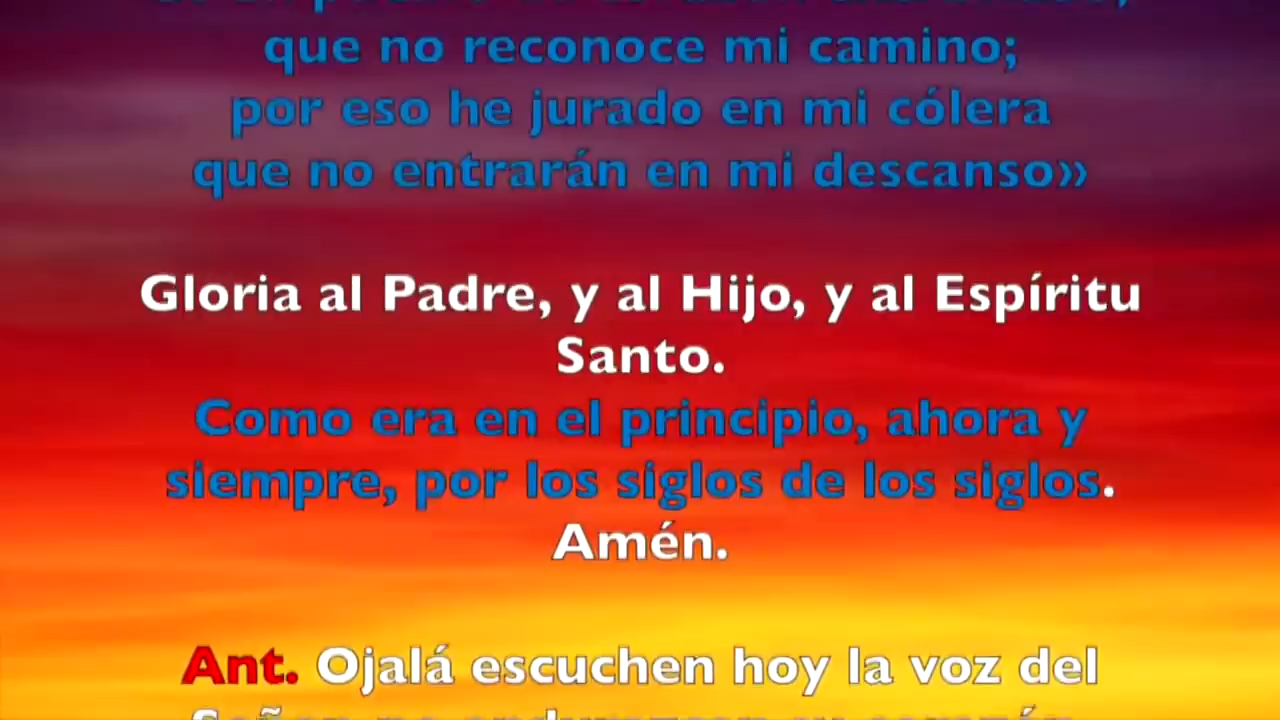 que no reconoce mi camino;
por eso he jurado en mi cólera
que no entrarán en mi descanso»
Gloria al Padre, y al Hijo, y al Espíritu
Santo.
Como era en el principio, ahora y
siempre, por los siglos de los siglos.
Amén.
Ant. Ojalá escuchen hoy la voz del